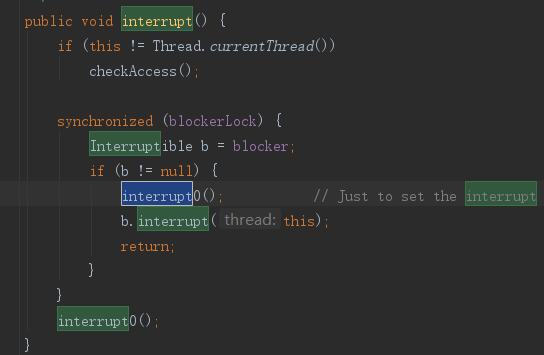 public void interrupt() {
    if (this != Thread.currentThread())
        checkAccess();
    synchronized (blockerLock) {
        Interruptible b = blocker;
        if (b != null) {
            interrupt0();           // Just to set the interrupt
            b.interrupt( thread: this);
            return;
        }
    }
    interrupt0();
}